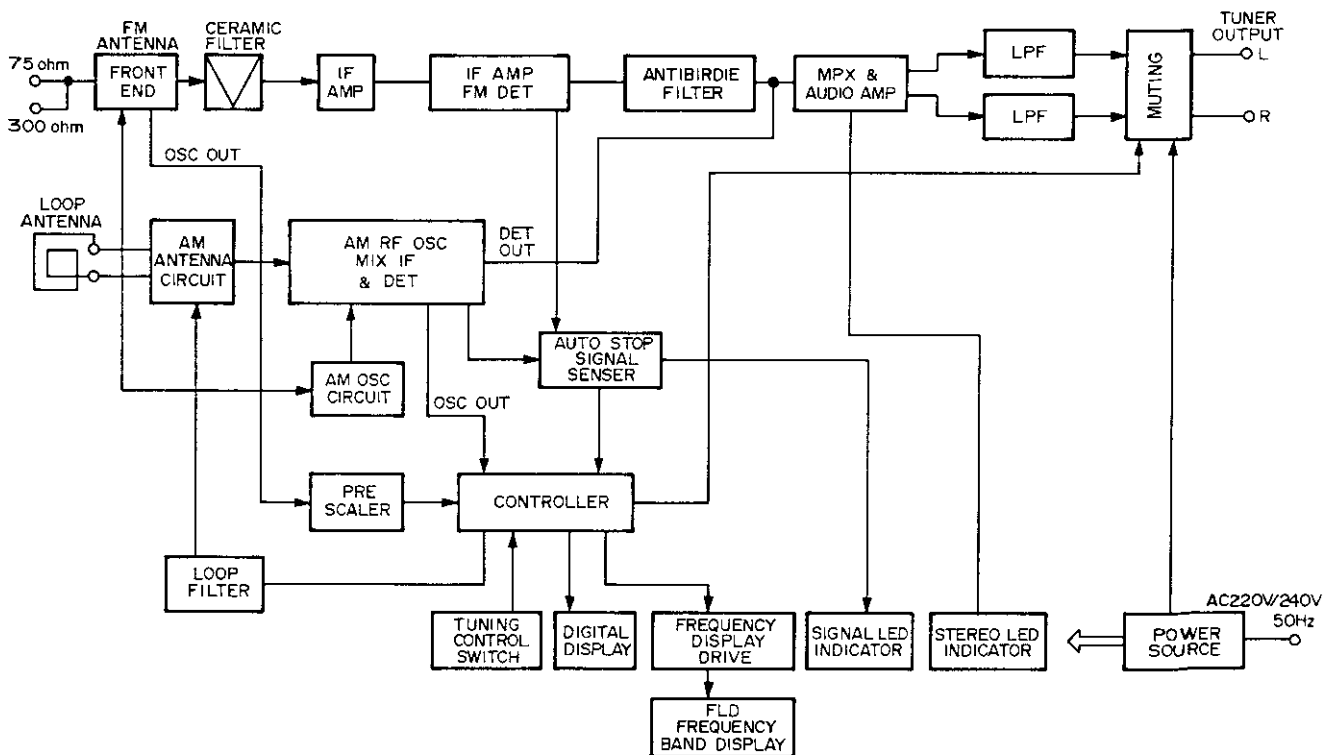 FM ANTENNA
CERAMIC
FILTER
TUNER
OUTPUT
75 ohm
300 ohm
FRONT
END
IF
AMP
IF AMP
FM DET
ANTIBIRDIE
FILTER
MPX &
AUDIO AMP
LPF
LPF
MUTING
L
R
OSC OUT
LOOP
ANTENNA
AM
ANTENNA
CIRCUIT
AM RF OSC
MIX IF
& DET
DET
OUT
AUTO STOP
SIGNAL
SENSER
AM OSC
CIRCUIT
OSC OUT
PRE
SCALER
CONTROLLER
LOOP
FILTER
TUNING
CONTROL
SWITCH
DIGITAL
DISPLAY
FREQUENCY
DISPLAY
DRIVE
SIGNAL LED
INDICATOR
STEREO LED
INDICATOR
POWER
SOURCE
AC220V/240V
50Hz
FLD
FREQUENCY
BAND DISPLAY